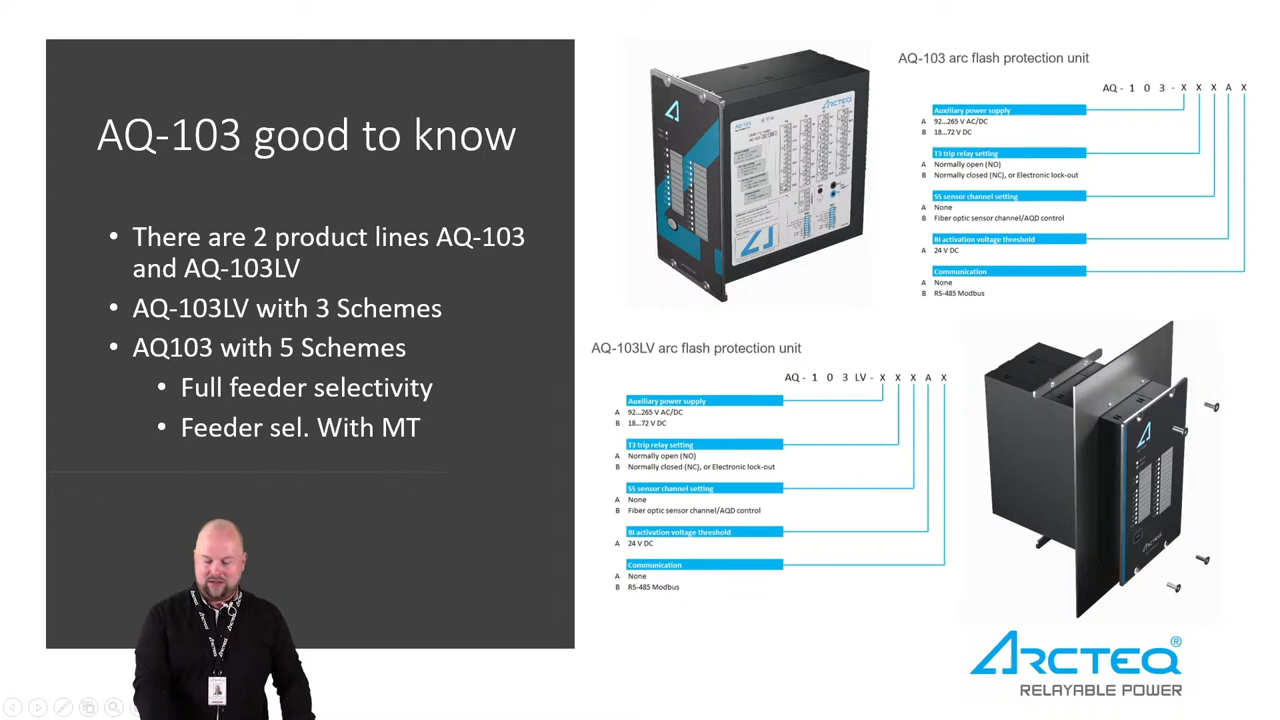 AQ-103 good to know
• There are 2 product lines AQ-103
and AQ-103LV
• AQ-103LV with 3 Schemes
• AQ103 with 5 Schemes
• Full feeder selectivity
• Feeder sel. With MT
ARCTEQ
AQ-103 arc flash protection unit
AQ - 1 0 3 - X X X A X
Auxiliary power supply
A 92...265 V AC/DC
B 18...72 V DC
T3 trip relay setting
A Normally open (NO)
B Normally closed (NC), or Electronic lock-out
S5 sensor channel setting
A None
B Fiber optic sensor channel/AQD control
BI activation voltage threshold
A 24 V DC
Communication
A None
B RS-485 Modbus
AQ-103LV arc flash protection unit
AQ - 1 0 3 LV - X X X A X
Auxiliary power supply
A 92...265 V AC/DC
B 18...72 V DC
T3 trip relay setting
A Normally open (NO)
B Normally closed (NC), or Electronic lock-out
S5 sensor channel setting
A None
B Fiber optic sensor channel/AQD control
BI activation voltage threshold
A 24 V DC
Communication
A None
B RS-485 Modbus
ARCTEQ
ARCTEQ®
RELAYABLE POWER
ARCTEQ